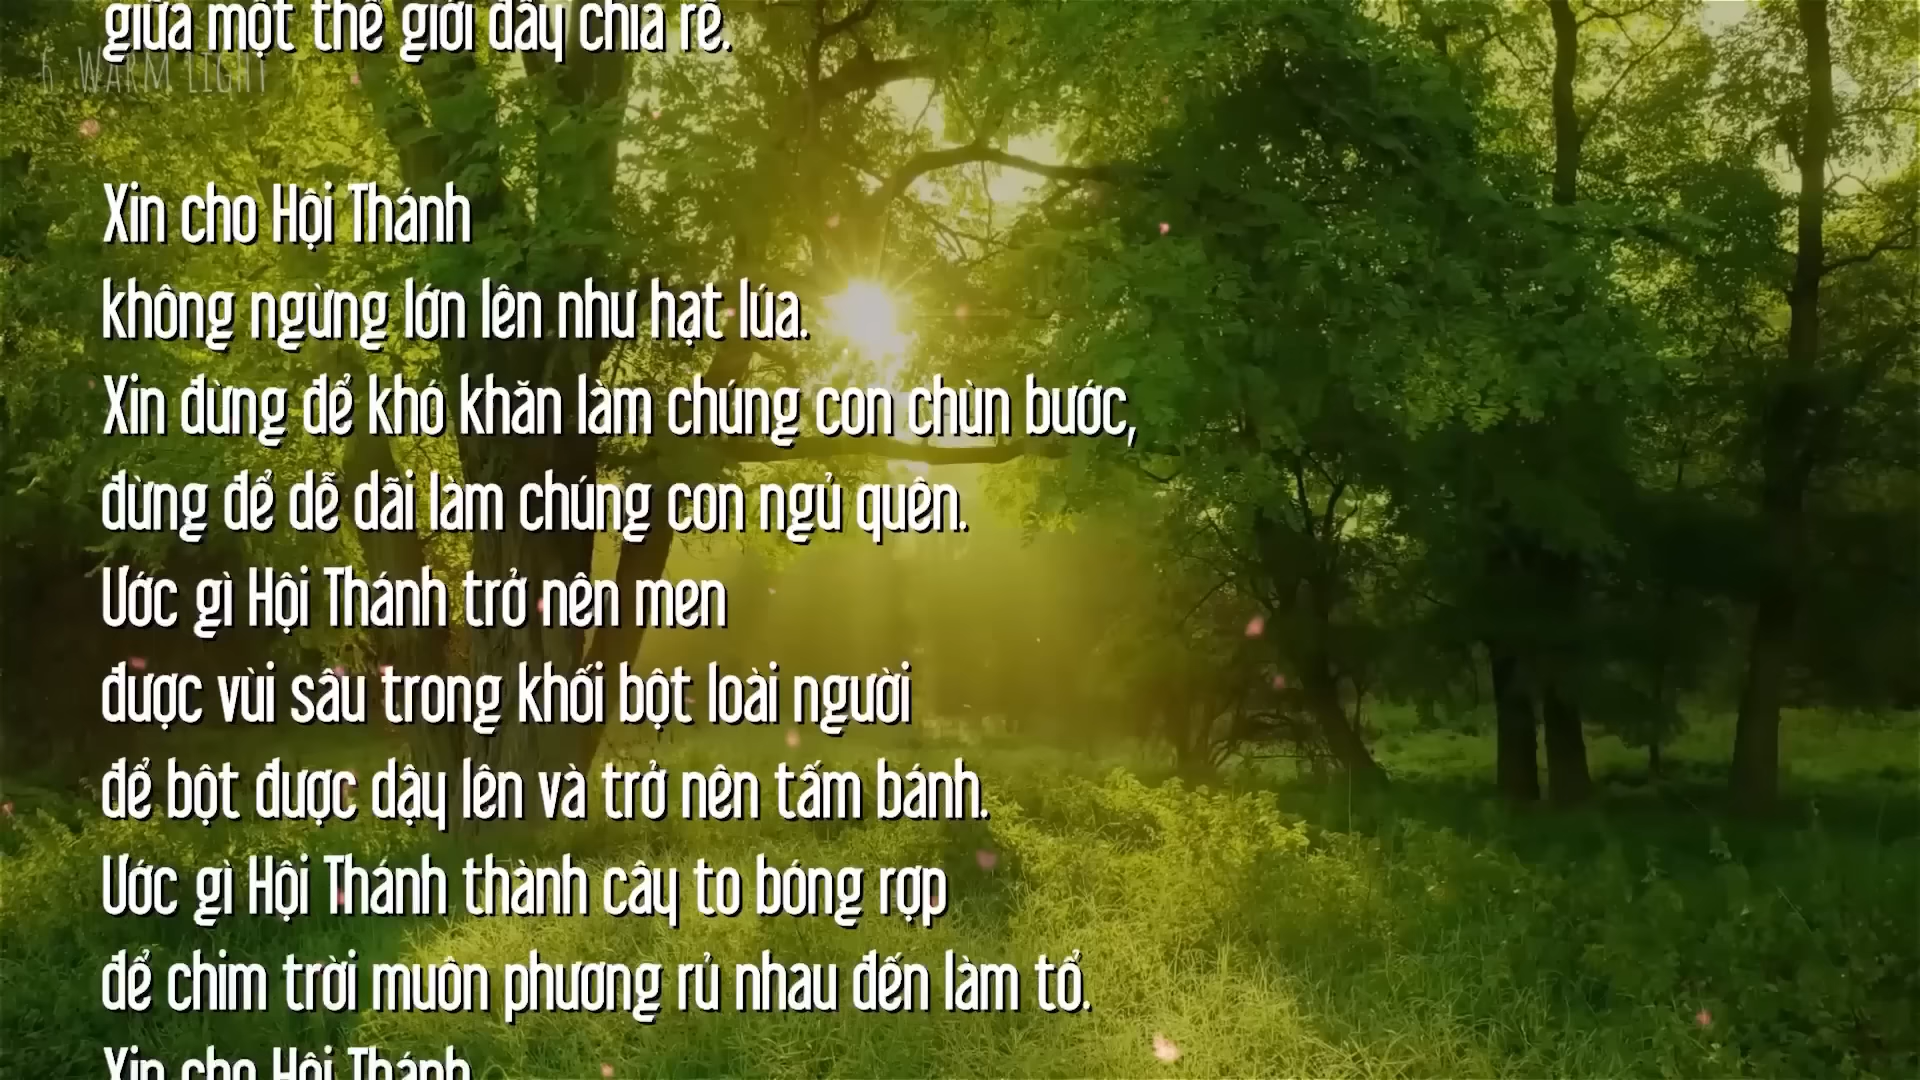 giữa một thế giới đầy chia rẽ.
6. WARM LIGHT
Xin cho Hội Thánh
không ngừng lớn lên như hạt lúa.
Xin đừng để khó khăn làm chúng con chùn bước,
đừng để dễ dãi làm chúng con ngủ quên.
Ước gì Hội Thánh trở nên men
được vùi sâu trong khối bột loài người
để bột được dậy lên và trở nên tấm bánh.
Ước gì Hội Thánh thành cây to bóng rợp
để chim trời muôn phương rủ nhau đến làm tổ.
Xin cho Hội Thánh